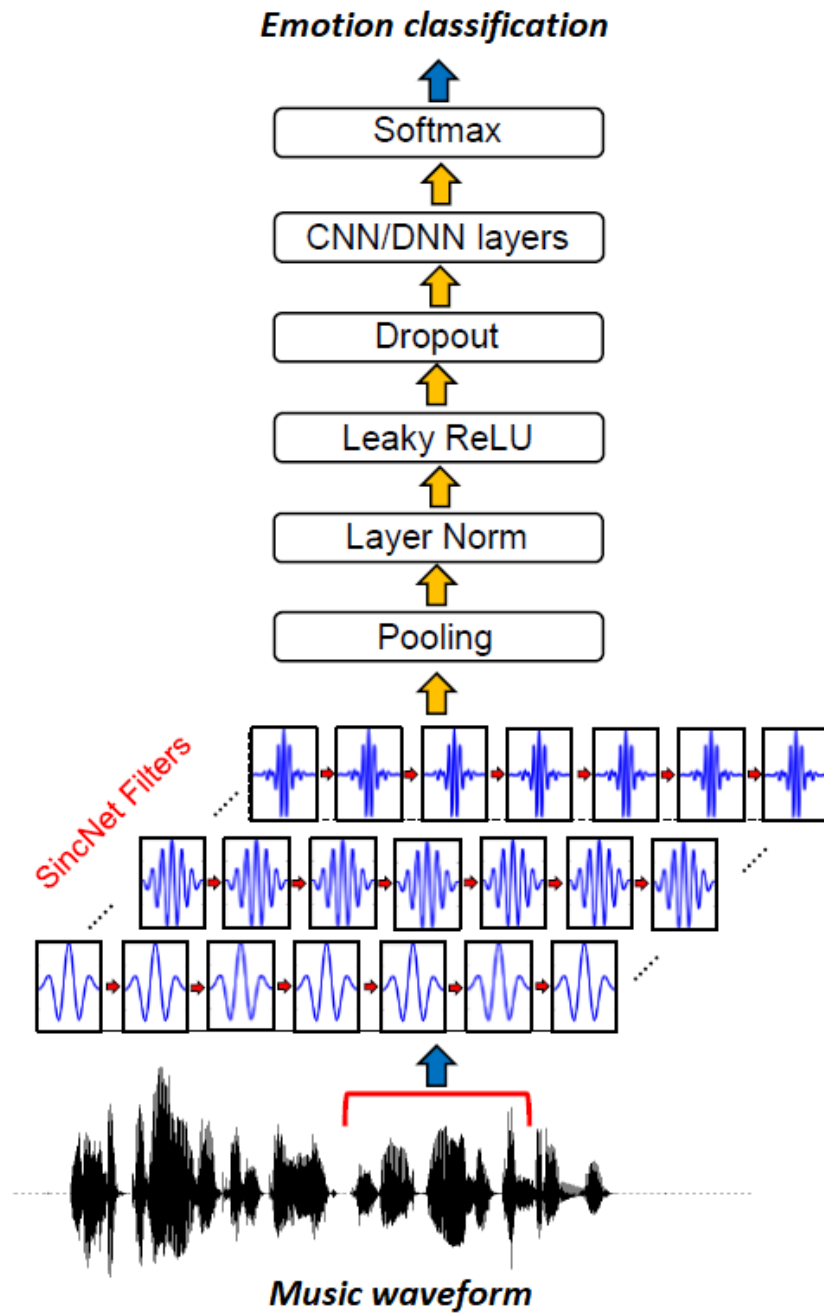 Emotion classification
Softmax
CNN/DNN layers
Dropout
Leaky ReLU
Layer Norm
Pooling
SincNet Filters
Music waveform